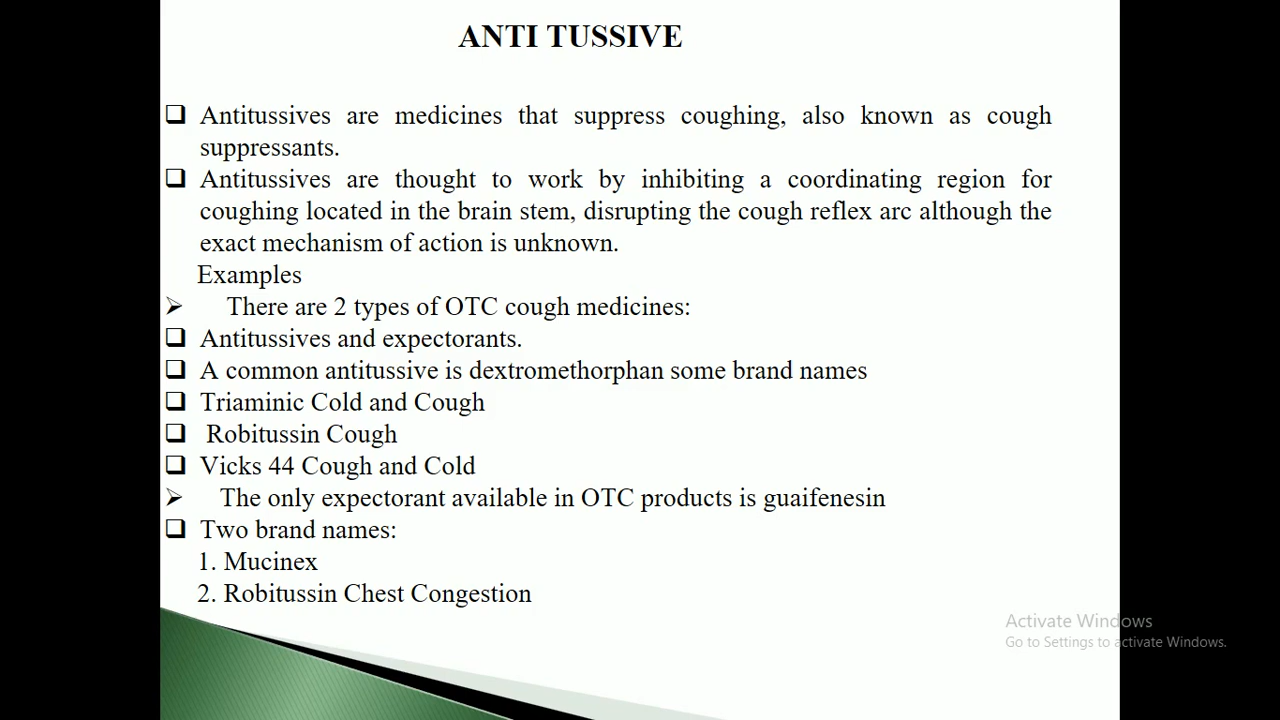 ANTI TUSSIVE
❑ Antitussives are medicines that suppress coughing, also known as cough
suppressants.
❑ Antitussives are thought to work by inhibiting a coordinating region for
coughing located in the brain stem, disrupting the cough reflex arc although the
exact mechanism of action is unknown.
Examples
➢ There are 2 types of OTC cough medicines:
❑ Antitussives and expectorants.
❑ A common antitussive is dextromethorphan some brand names
❑ Triaminic Cold and Cough
❑ Robitussin Cough
❑ Vicks 44 Cough and Cold
➢ The only expectorant available in OTC products is guaifenesin
❑ Two brand names:
1. Mucinex
2. Robitussin Chest Congestion
Activate Windows
Go to Settings to activate Windows.